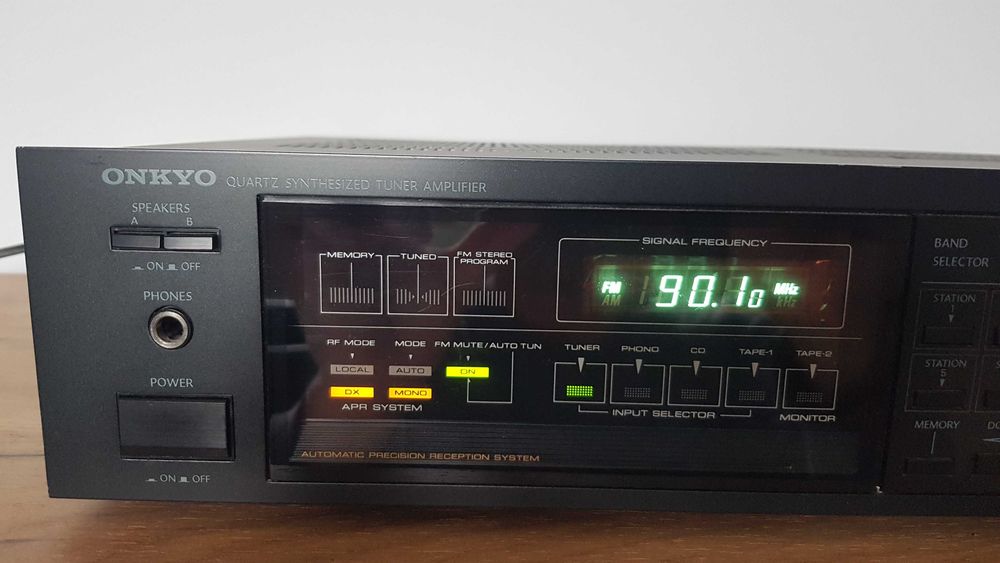 ONKYO QUARTZ SYNTHESIZED TUNER AMPLIFIER
SPEAKERS
A B
ON OFF
PHONES
POWER
ON OFF
MEMORY
TUNED
FM STEREO
PROGRAM
SIGNAL FREQUENCY
FM
AM
90.10
MHz
KHz
RF MODE
MODE
FM MUTE/AUTO TUN
LOCAL
AUTO
ON
DX
MONO
APR SYSTEM
TUNER
PHONO
CD
TAPE-1
TAPE-2
INPUT SELECTOR
MONITOR
AUTOMATIC PRECISION RECEPTION SYSTEM
BAND
SELECTOR
STATION
1
STATION
5
MEMORY